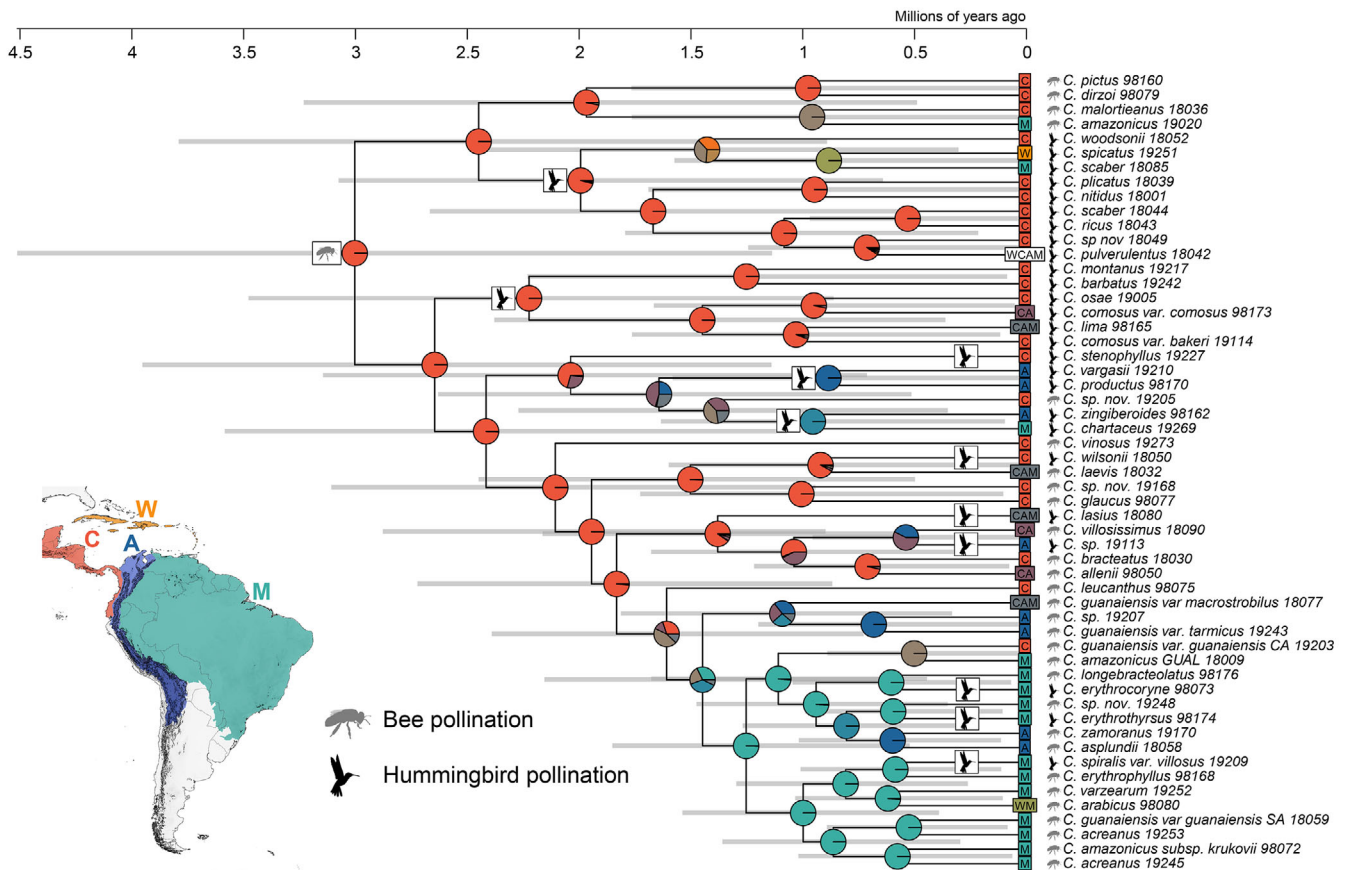 Millions of years ago
4.5 4 3.5 3 2.5 2 1.5 1 0.5 0
C C. pictus 98160
C C. dirzoi 98079
C C. malortieanus 18036
M C. amazonicus 19020
C C. woodsonii 18052
W C. spicatus 19251
M C. scaber 18085
C C. plicatus 18039
C C. nitidus 18001
C C. scaber 18044
C C. ricus 18043
C C. sp nov 18049
WCAM C. pulverulentus 18042
C C. montanus 19217
C C. barbatus 19242
C C. osae 19005
CA C. comosus var. comosus 98173
CAM C. lima 98165
C C. comosus var. bakeri 19114
C C. stenophyllus 19227
A C. vargasii 19210
A C. productus 98170
C C. sp. nov. 19205
A C. zingiberoides 98162
M C. chartaceus 19269
C C. vinosus 19273
C C. wilsonii 18050
CAM C. laevis 18032
C C. sp. nov. 19168
C C. glaucus 98077
CAM C. lasius 18080
CA C. villosissimus 18090
A C. sp. 19113
C C. bracteatus 18030
CA C. allenii 98050
C C. leucanthus 98075
CAM C. guanaiensis var macrostrobilus 18077
A C. sp. 19207
A C. guanaiensis var. tarmicus 19243
C C. guanaiensis var. guanaiensis CA 19203
M C. amazonicus GUAL 18009
M C. longebracteolatus 98176
M C. erythrocoryne 98073
M C. sp. nov. 19248
M C. erythrothyrsus 98174
A C. zamoranus 19170
A C. asplundii 18058
M C. spiralis var. villosus 19209
M C. erythrophyllus 98168
M C. varzearum 19252
WM C. arabicus 98080
M C. guanaiensis var guanaiensis SA 18059
M C. acreanus 19253
M C. amazonicus subsp. krukovii 98072
M C. acreanus 19245
W
C A
M
Bee pollination
Hummingbird pollination